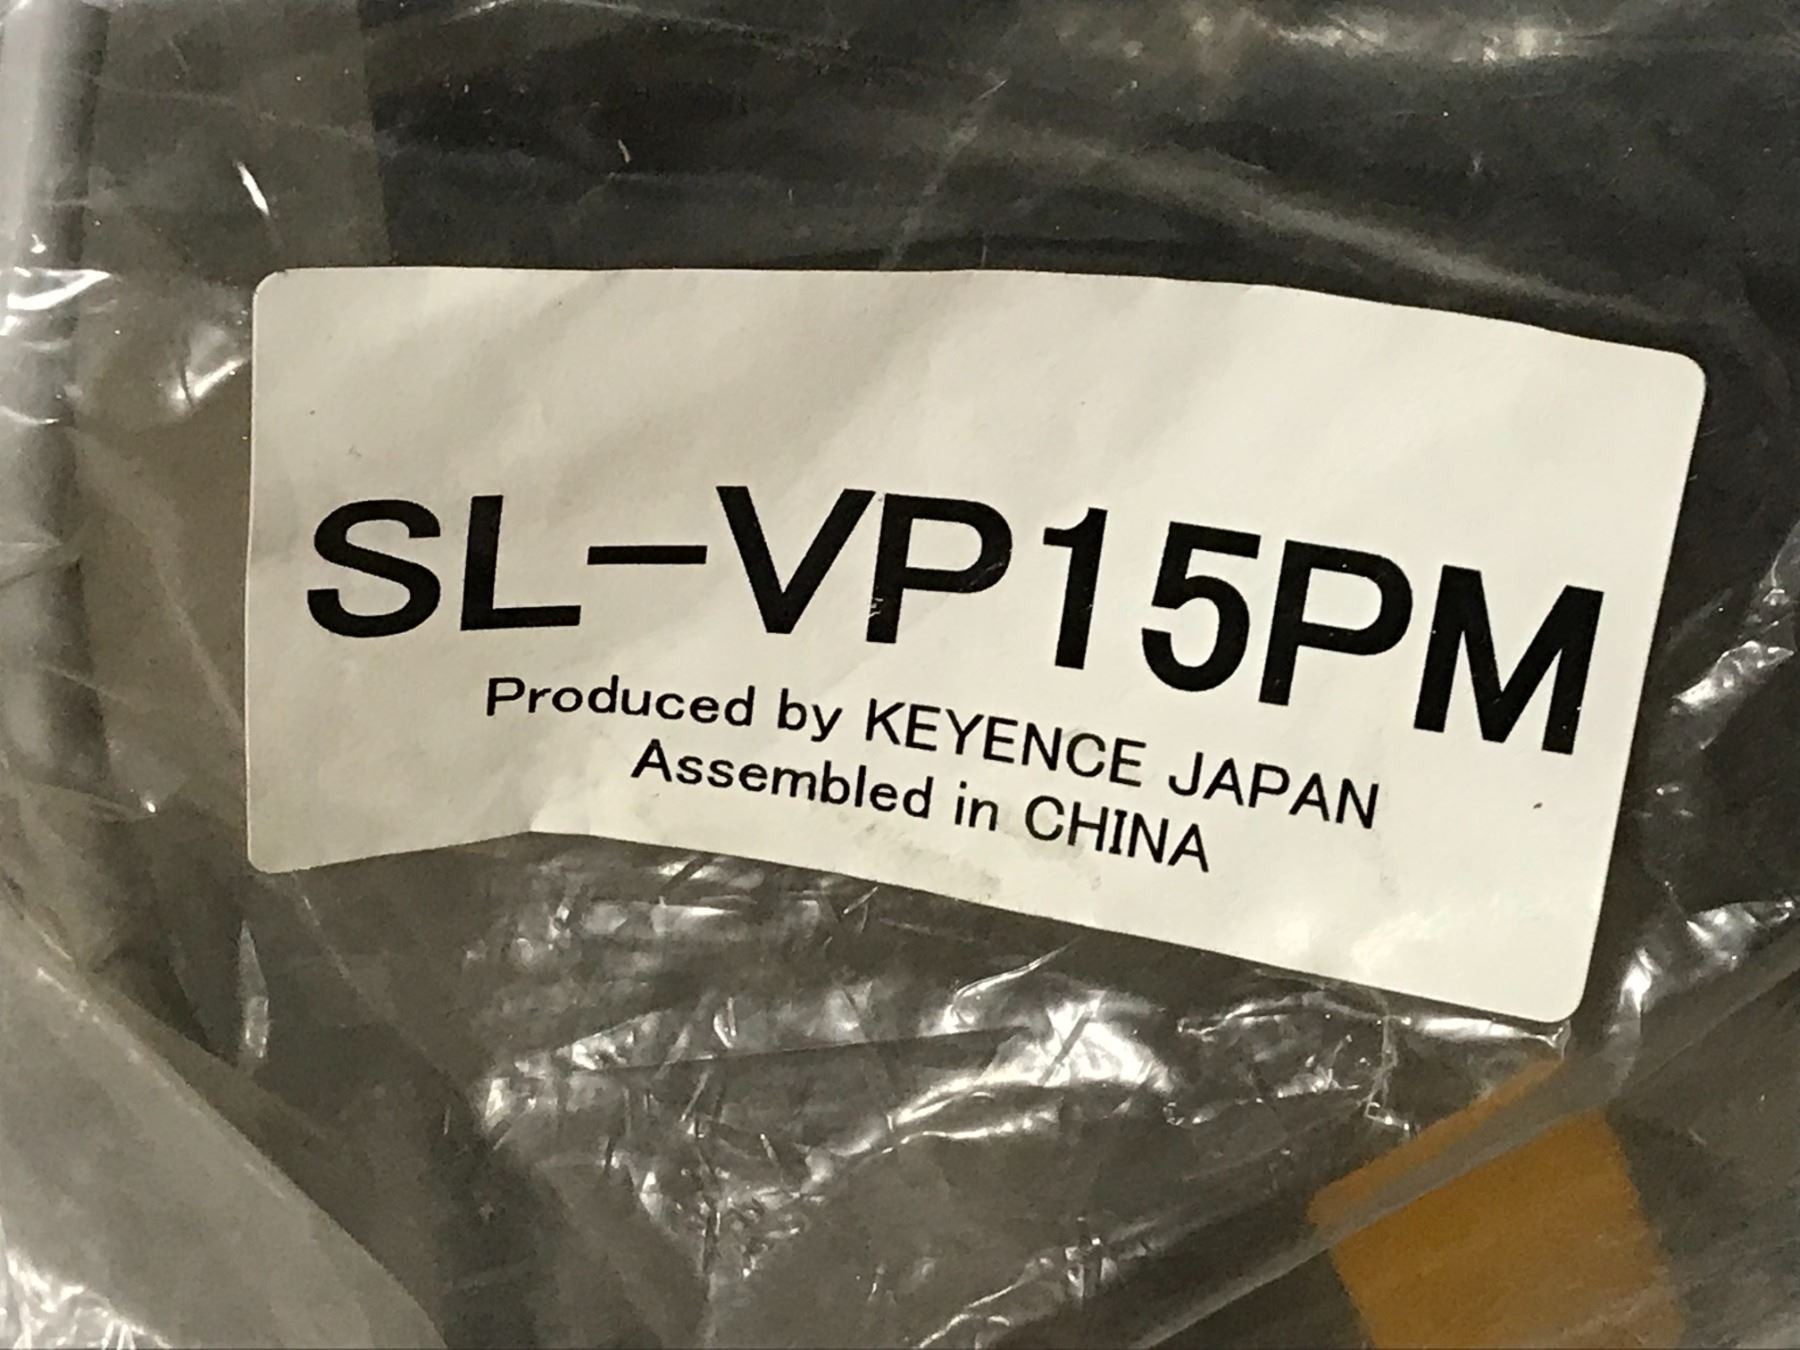 SL-VP15PM
Produced by KEYENCE JAPAN
Assembled in CHINA